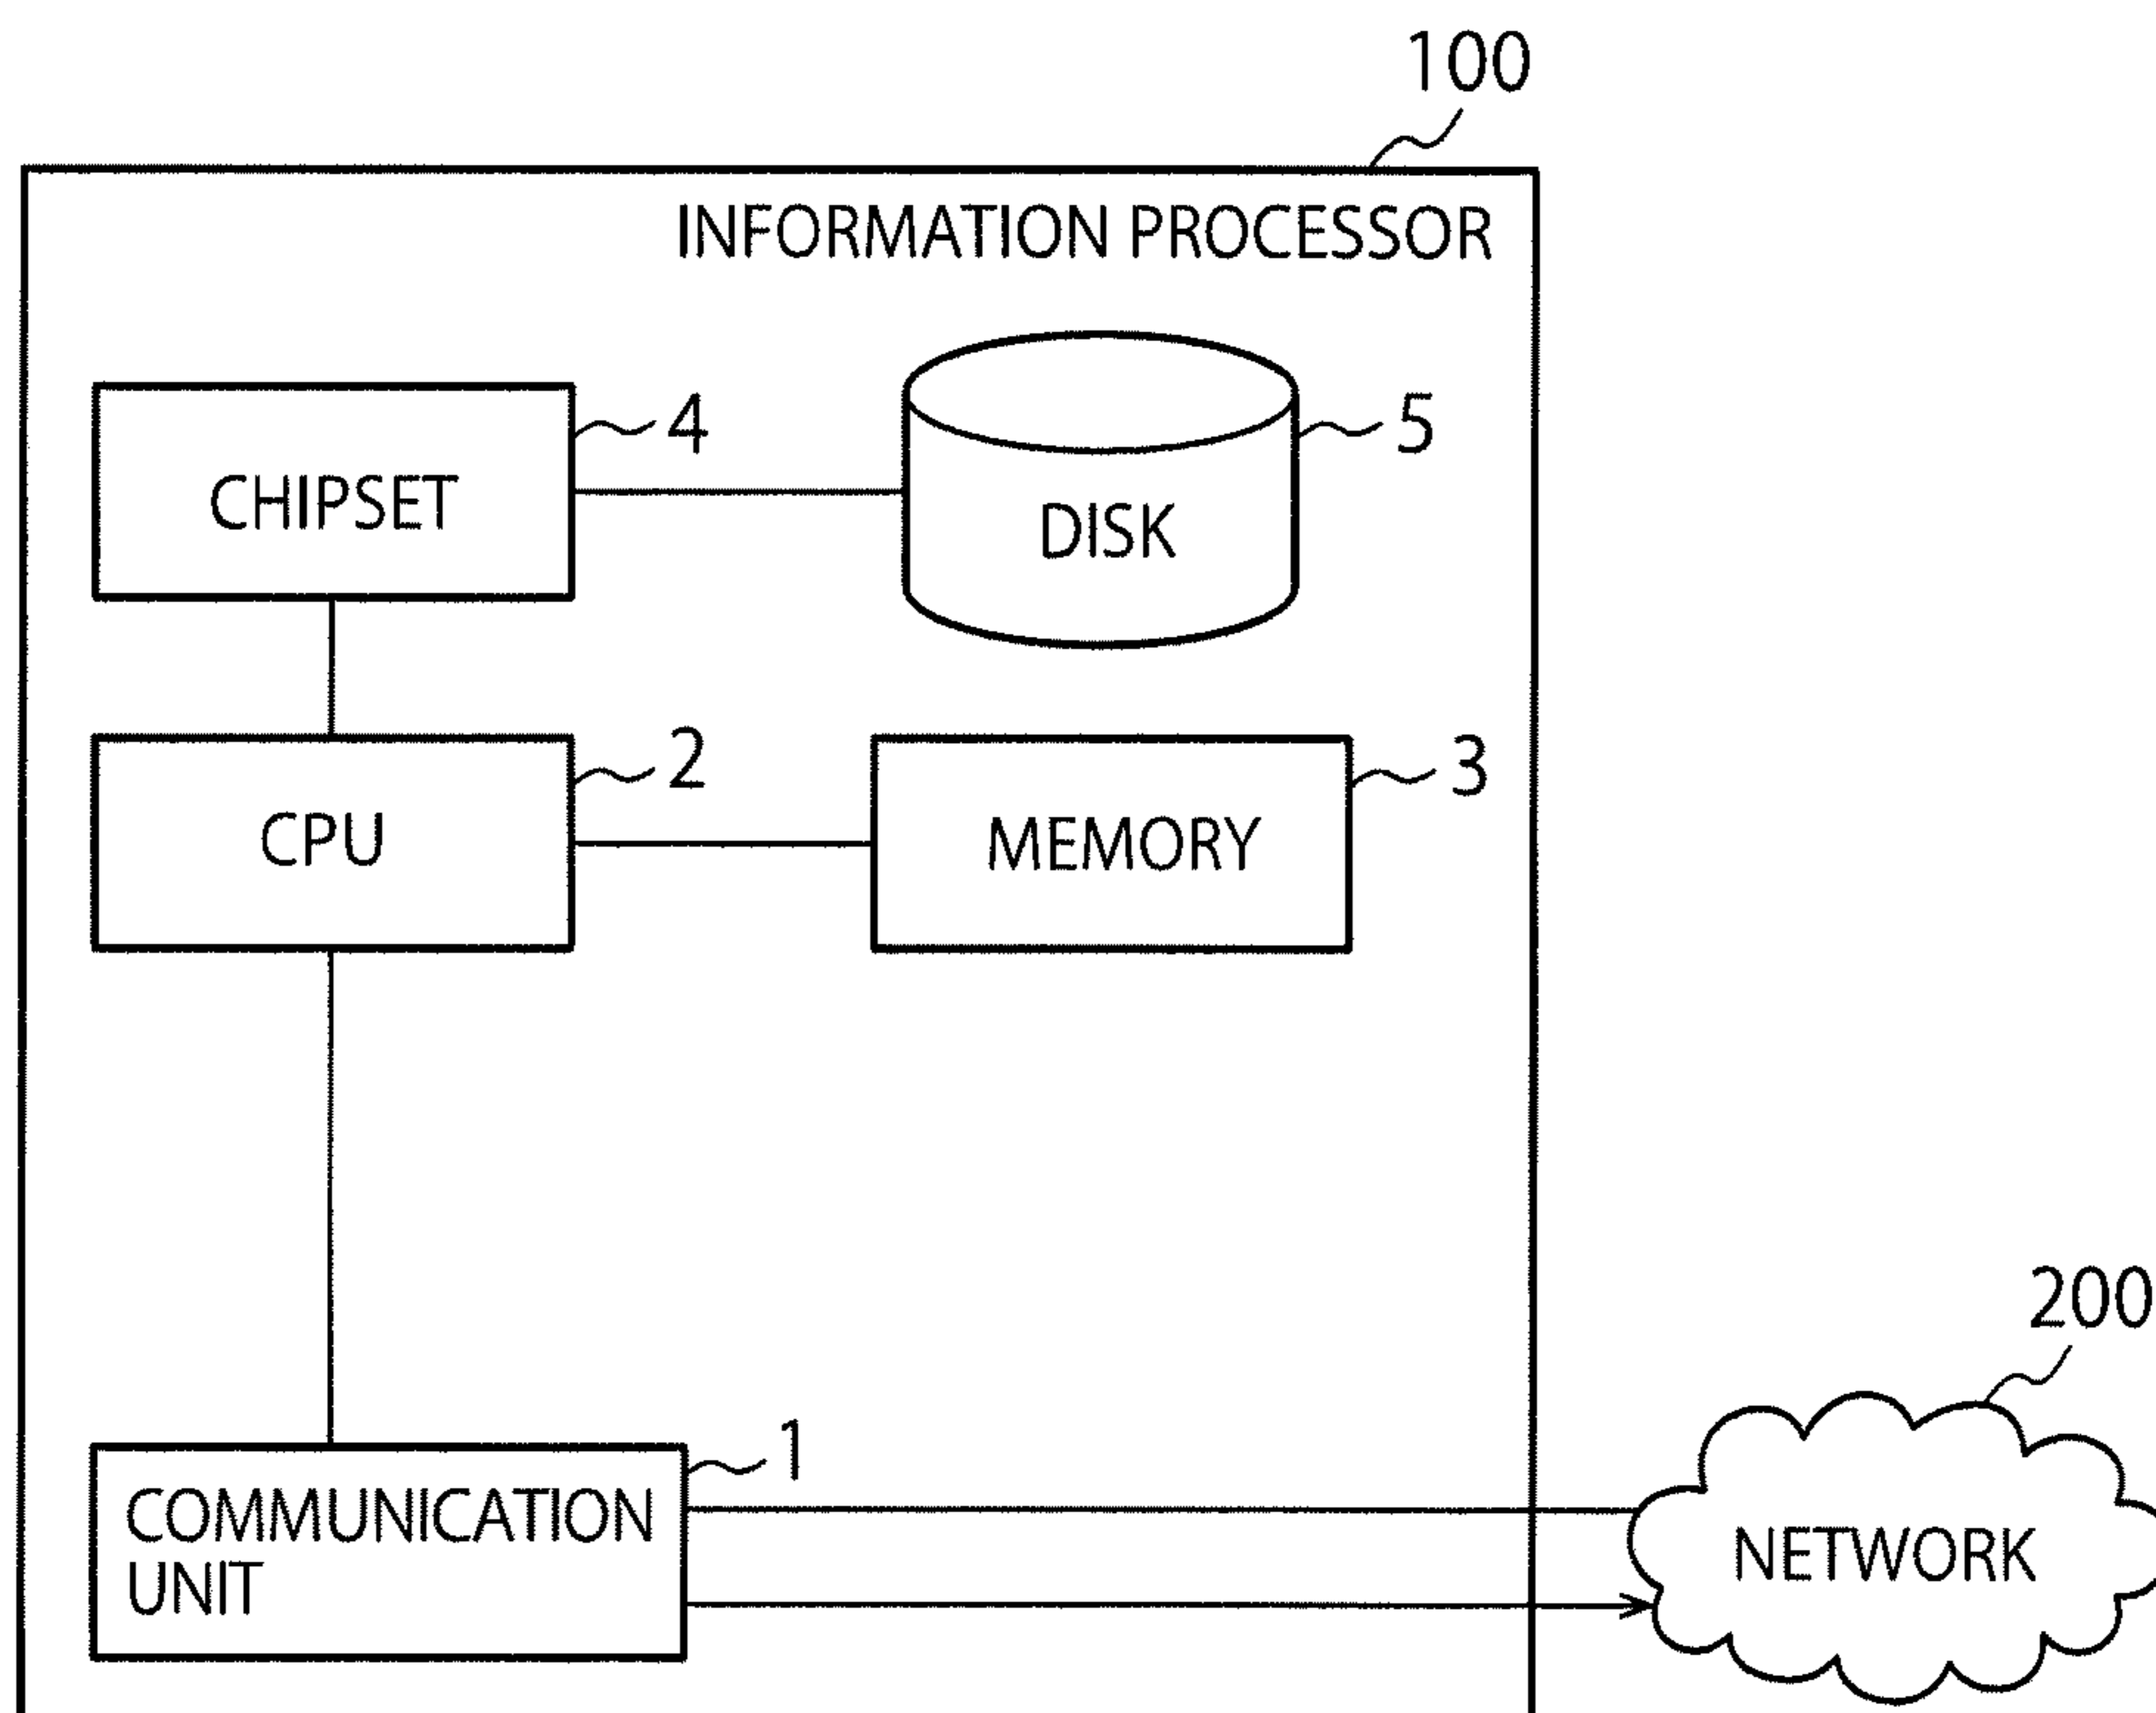 100
INFORMATION PROCESSOR
4
5
CHIPSET
DISK
2
3
CPU
MEMORY
200
1
COMMUNICATION
UNIT
NETWORK